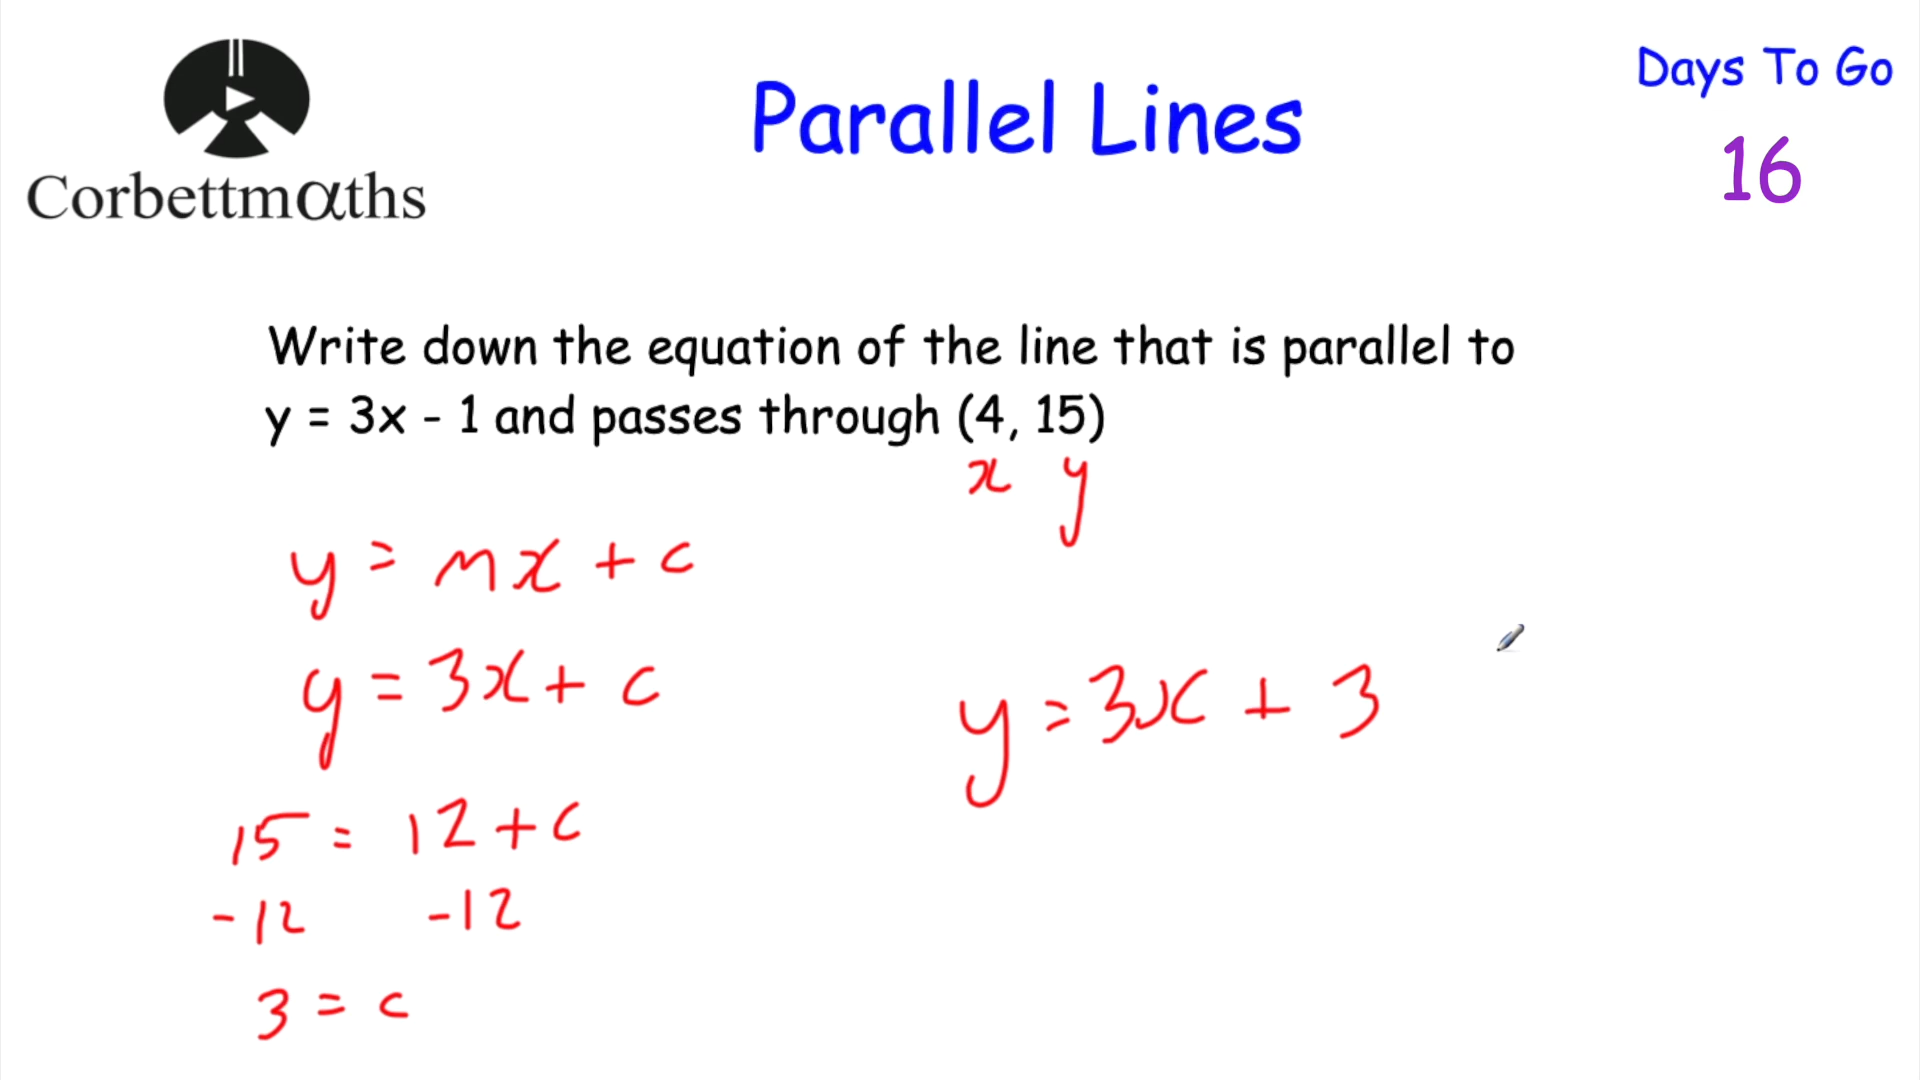 Corbettmαths
Parallel Lines
Days To Go
16
Write down the equation of the line that is parallel to
y = 3x - 1 and passes through (4, 15)
x y
y = mx + c
y = 3x + c
15 = 12 + c
-12 -12
3 = c
y = 3x + 3